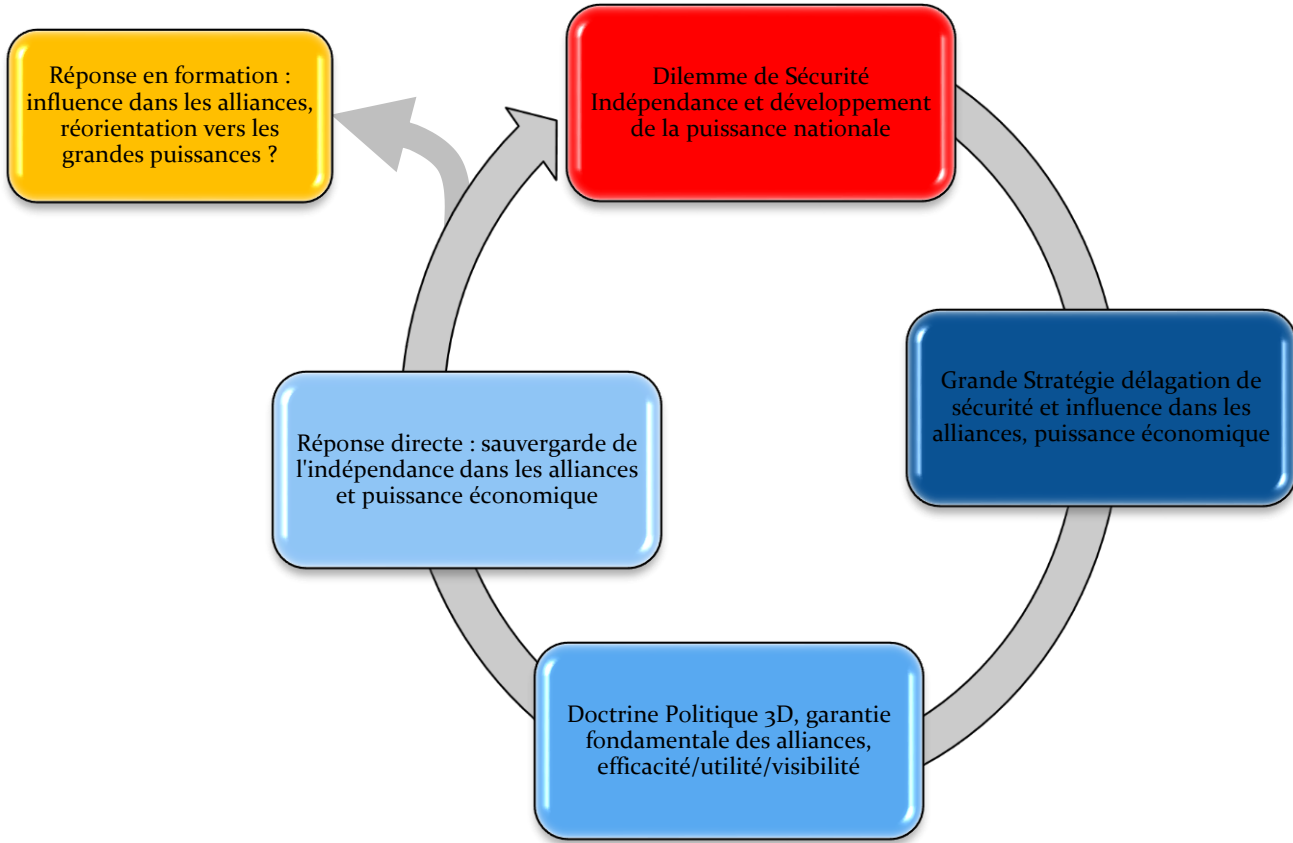 Réponse en formation :
influence dans les alliances,
réorientation vers les
grandes puissances ?
Dilemme de Sécurité
Indépendance et développement
de la puissance nationale
Grande Stratégie délagation de
sécurité et influence dans les
alliances, puissance économique
Réponse directe : sauvergarde de
l'indépendance dans les alliances
et puissance économique
Doctrine Politique 3D, garantie
fondamentale des alliances,
efficacité/utilité/visibilité